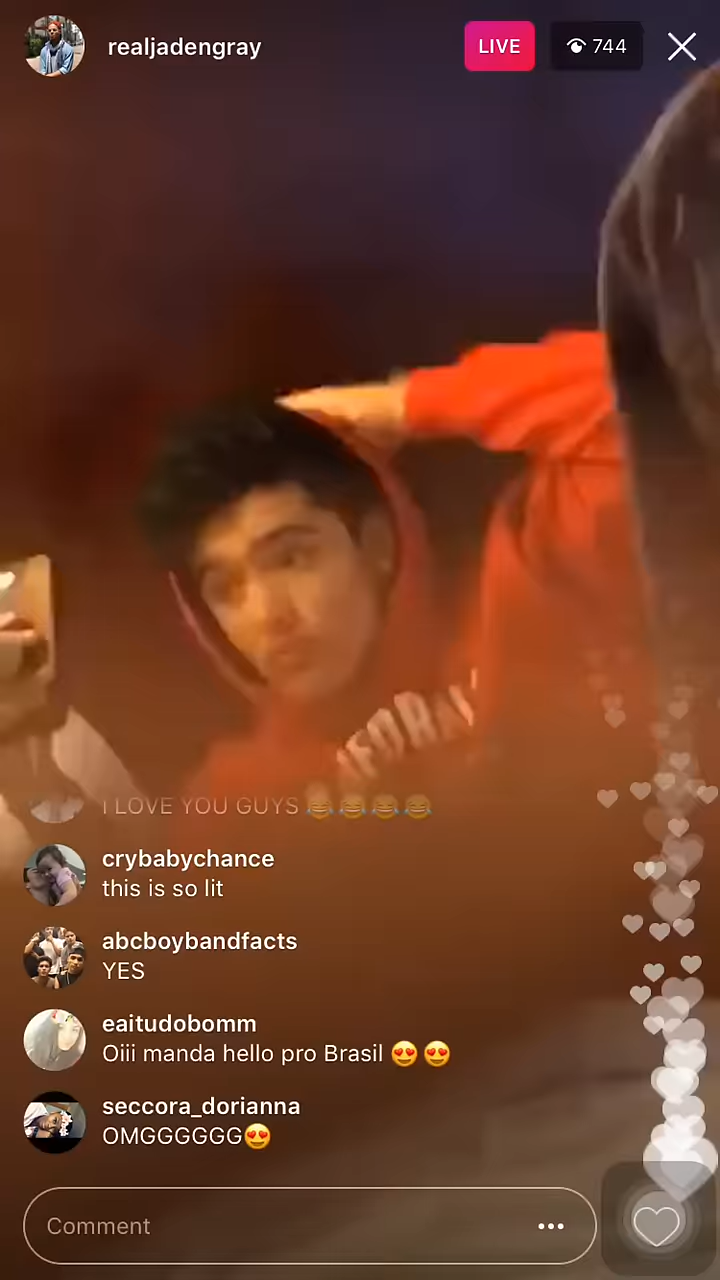 realjadengray
LIVE
744
I LOVE YOU GUYS 😂😂😂😂
crybabychance
this is so lit
abcboybandfacts
YES
eaitudobomm
Oiii manda hello pro Brasil 😍😍
seccora_dorianna
OMGGGGGG😍
Comment